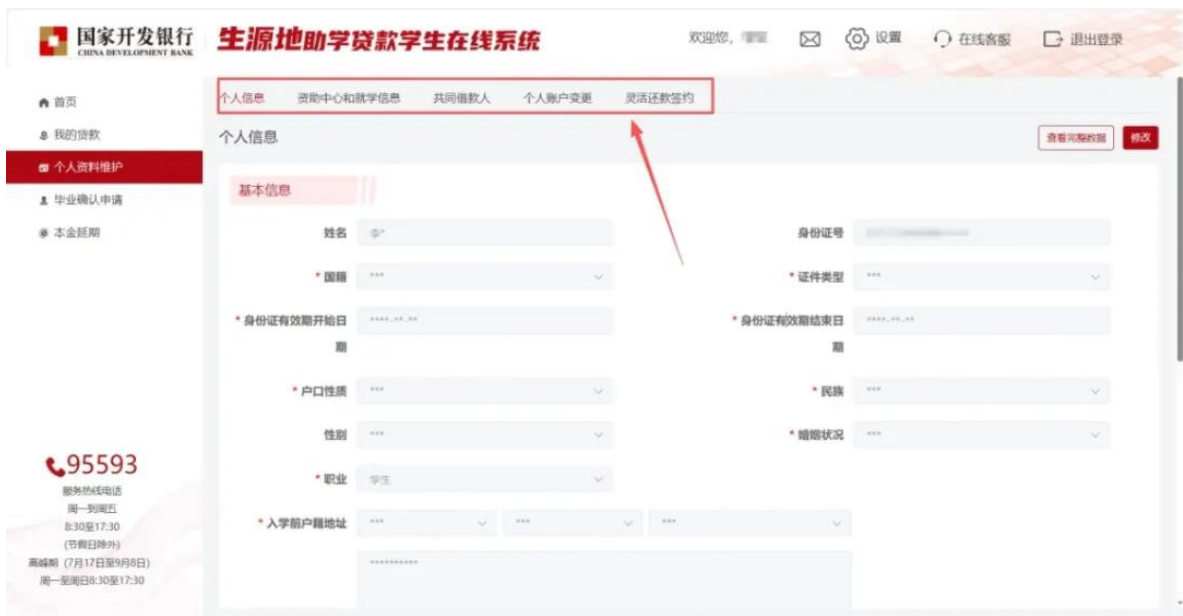 国家开发银行
CHINA DEVELOPMENT BANK
生源地助学贷款学生在线系统
欢迎您,
设置
在线客服
退出登录
首页
我的贷款
个人资料维护
毕业确认申请
本金延期
个人信息 资助中心和就学信息 共同借款人 个人账户变更 灵活还款签约
个人信息
查看完整数据
修改
基本信息
姓名 李*
身份证号
* 国籍 ***
* 证件类型 ***
* 身份证有效期开始日期 ****-**-**
* 身份证有效期结束日期 ****-**-**
* 户口性质 ***
* 民族 ***
性别 ***
* 婚姻状况 ***
* 职业 学生
* 入学前户籍地址 *** *** ***
**********
95593
服务热线电话
周一到周五
8:30至17:30
(节假日除外)
高峰期(7月17日至9月8日)
周一至周日8:30至17:30